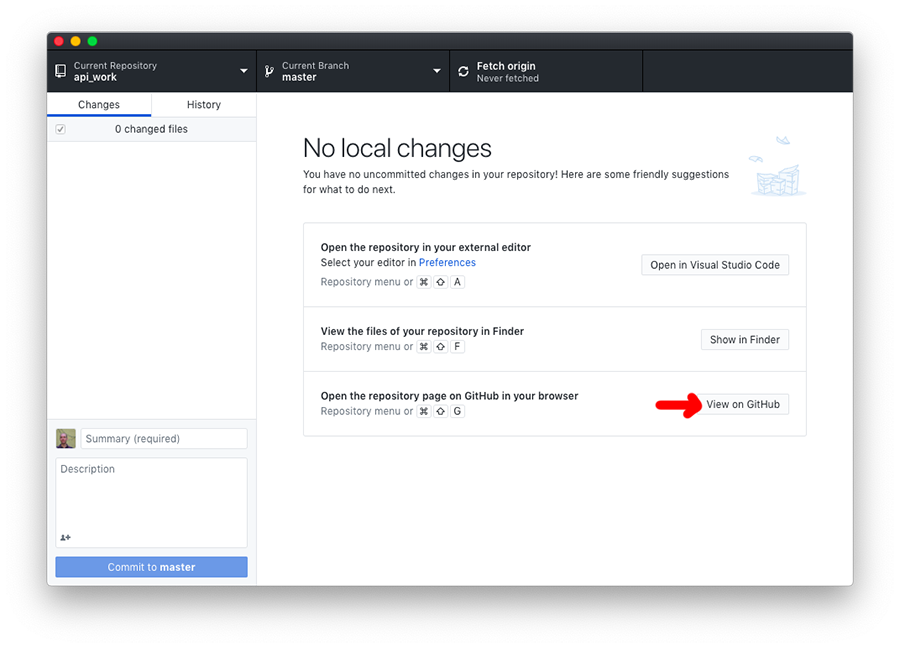 Current Repository
api_work
Current Branch
master
Fetch origin
Never fetched
Changes
History
0 changed files
No local changes
You have no uncommitted changes in your repository! Here are some friendly suggestions
for what to do next.
Open the repository in your external editor
Select your editor in Preferences
Repository menu or ⌘ ⇧ A
Open in Visual Studio Code
View the files of your repository in Finder
Repository menu or ⌘ ⇧ F
Show in Finder
Open the repository page on GitHub in your browser
Repository menu or ⌘ ⇧ G
View on GitHub
Summary (required)
Description
Commit to master